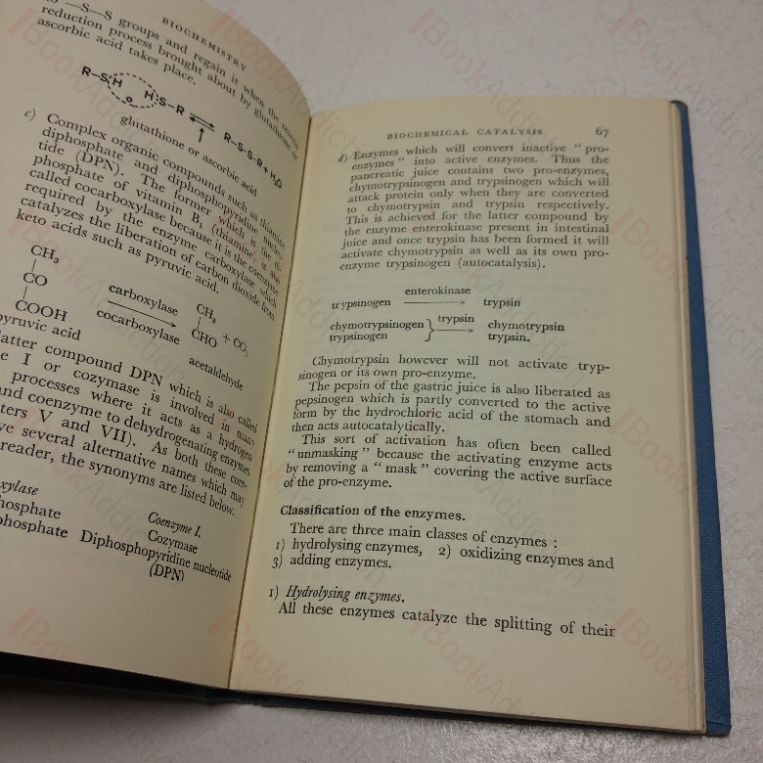 BIOCHEMISTRY
—S—S groups and regain it when the reverse
reduction process brought about by glutathione or
ascorbic acid takes place.
R–S H H S–R ⇌ R–S–S–R + H₂O
glutathione or ascorbic acid
c) Complex organic compounds such as thiamine
diphosphate and diphosphopyridine nucleo-
tide (DPN). The former which is the di-
phosphate of vitamin B₁ (thiamine) is also
called cocarboxylase because it is the coenzyme
required by the enzyme carboxylase which
catalyzes the liberation of carbon dioxide from
keto acids such as pyruvic acid.
CH₃
CO
COOH
carboxylase
cocarboxylase
CH₃
CHO + CO₂
pyruvic acid
acetaldehyde
latter compound DPN which is also called
I or cozymase is involved in many
processes where it acts as a hydrogen
and coenzyme to dehydrogenating enzymes
ters V and VII). As both these com-
ve several alternative names which may
reader, the synonyms are listed below.
xylase
Coenzyme I.
hosphate
Cozymase
phosphate
Diphosphopyridine nucleotide
(DPN)
BIOCHEMICAL CATALYSIS 67
d) Enzymes which will convert inactive “ pro-
enzymes ” into active enzymes. Thus the
pancreatic juice contains two pro-enzymes,
chymotrypsinogen and trypsinogen which will
attack protein only when they are converted
to chymotrypsin and trypsin respectively.
This is achieved for the latter compound by
the enzyme enterokinase present in intestinal
juice and once trypsin has been formed it will
activate chymotrypsin as well as its own pro-
enzyme trypsinogen (autocatalysis).
enterokinase
trypsinogen → trypsin
trypsin
chymotrypsinogen } → chymotrypsin
trypsinogen trypsin.
Chymotrypsin however will not activate tryp-
sinogen or its own pro-enzyme.
The pepsin of the gastric juice is also liberated as
pepsinogen which is partly converted to the active
form by the hydrochloric acid of the stomach and
then acts autocatalytically.
This sort of activation has often been called
“ unmasking ” because the activating enzyme acts
by removing a “ mask ” covering the active surface
of the pro-enzyme.
Classification of the enzymes.
There are three main classes of enzymes :
1) hydrolysing enzymes, 2) oxidizing enzymes and
3) adding enzymes.
1) Hydrolysing enzymes.
All these enzymes catalyze the splitting of their